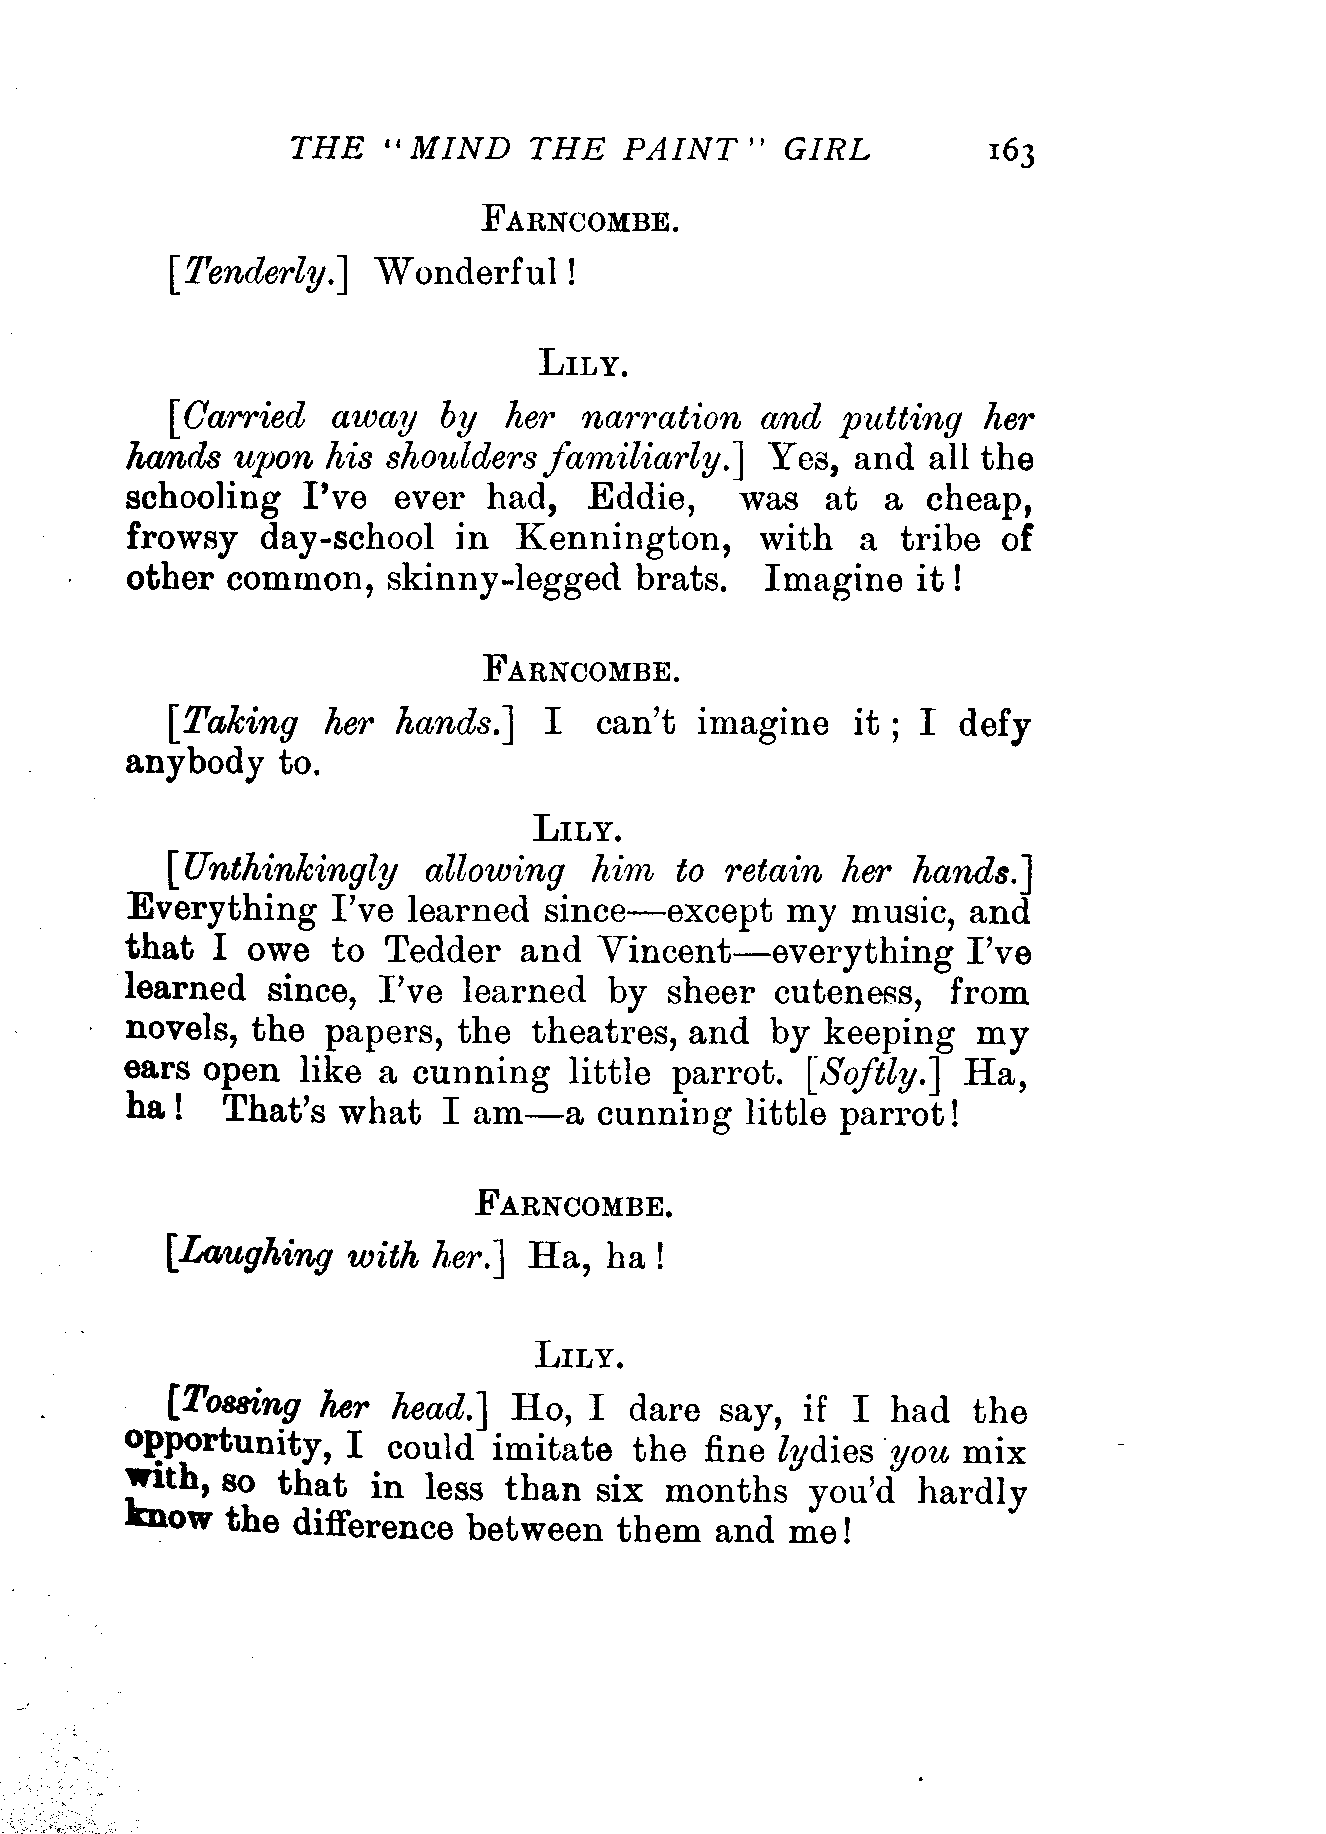 THE "MIND THE PAINT" GIRL 163
FARNCOMBE.
[Tenderly.] Wonderful!
LILY.
[Carried away by her narration and putting her
hands upon his shoulders familiarly.] Yes, and all the
schooling I've ever had, Eddie, was at a cheap,
frowsy day-school in Kennington, with a tribe of
other common, skinny-legged brats. Imagine it!
FARNCOMBE.
[Taking her hands.] I can't imagine it; I defy
anybody to.
LILY.
[Unthinkingly allowing him to retain her hands.]
Everything I've learned since—except my music, and
that I owe to Tedder and Vincent—everything I've
learned since, I've learned by sheer cuteness, from
novels, the papers, the theatres, and by keeping my
ears open like a cunning little parrot. [Softly.] Ha,
ha! That's what I am—a cunning little parrot!
FARNCOMBE.
[Laughing with her.] Ha, ha!
LILY.
[Tossing her head.] Ho, I dare say, if I had the
opportunity, I could imitate the fine lydies you mix
with, so that in less than six months you'd hardly
know the difference between them and me!